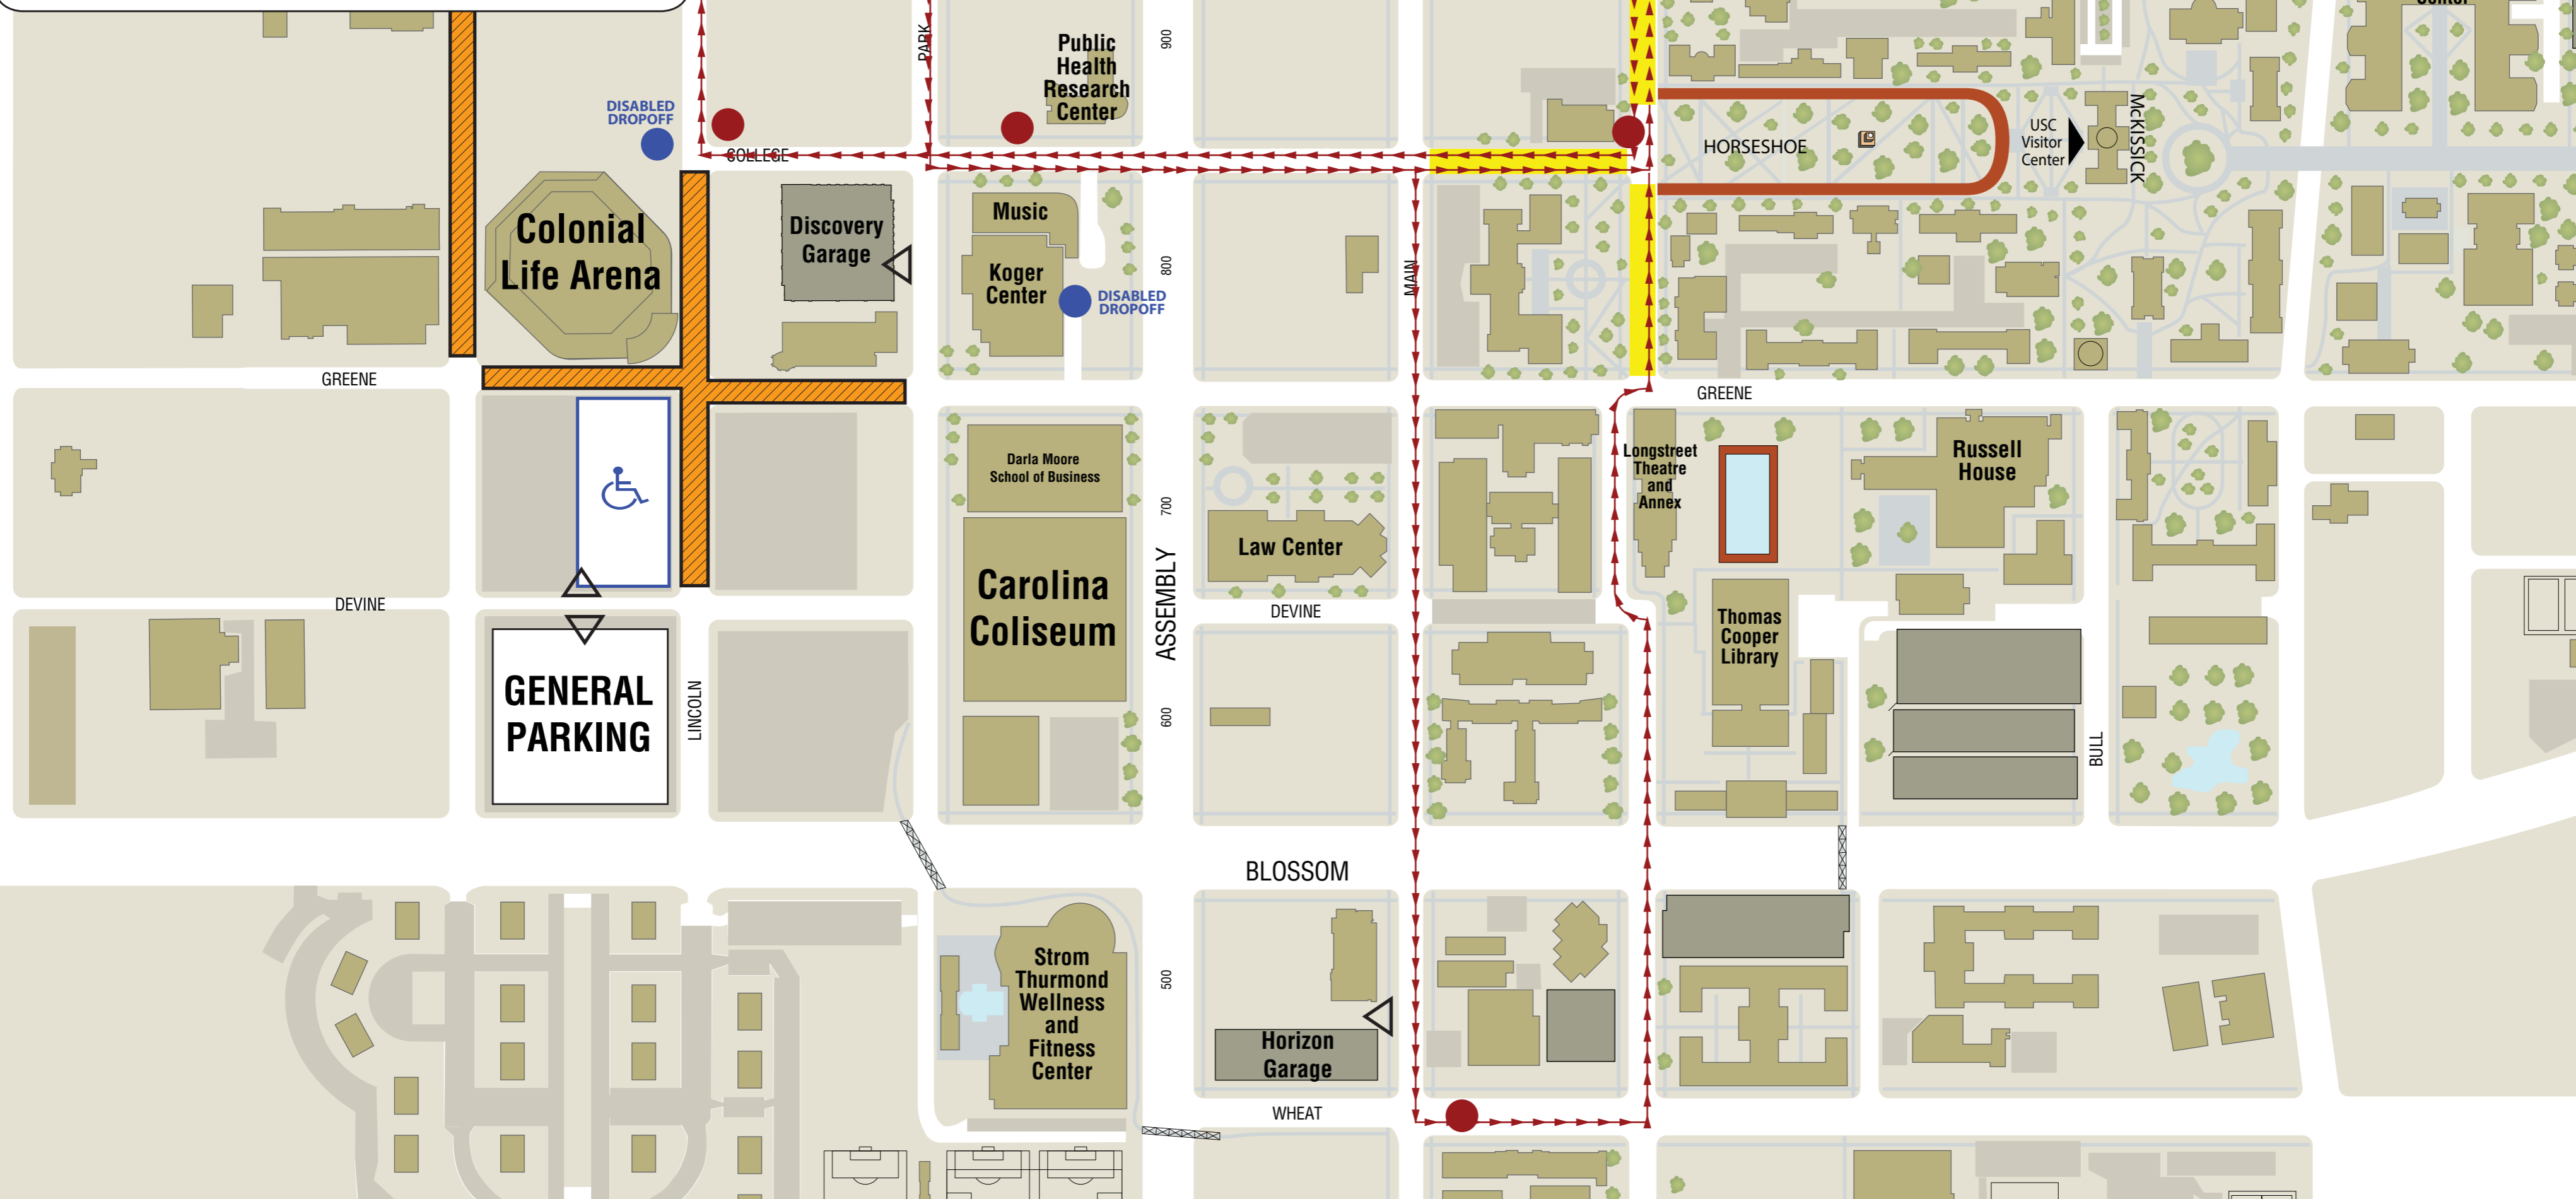 PARK
Public
Health
Research
Center
900
Center
DISABLED
DROPOFF
COLLEGE
HORSESHOE
USC
Visitor
Center
McKISSICK
Colonial
Life Arena
Discovery
Garage
Music
Koger
Center
DISABLED
DROPOFF
800
MAIN
GREENE
GREENE
Darla Moore
School of Business
Longstreet
Theatre
and
Annex
Russell
House
700
Law Center
Carolina
Coliseum
ASSEMBLY
DEVINE
DEVINE
Thomas
Cooper
Library
GENERAL
PARKING
LINCOLN
600
BULL
BLOSSOM
Strom
Thurmond
Wellness
and
Fitness
Center
500
Horizon
Garage
WHEAT